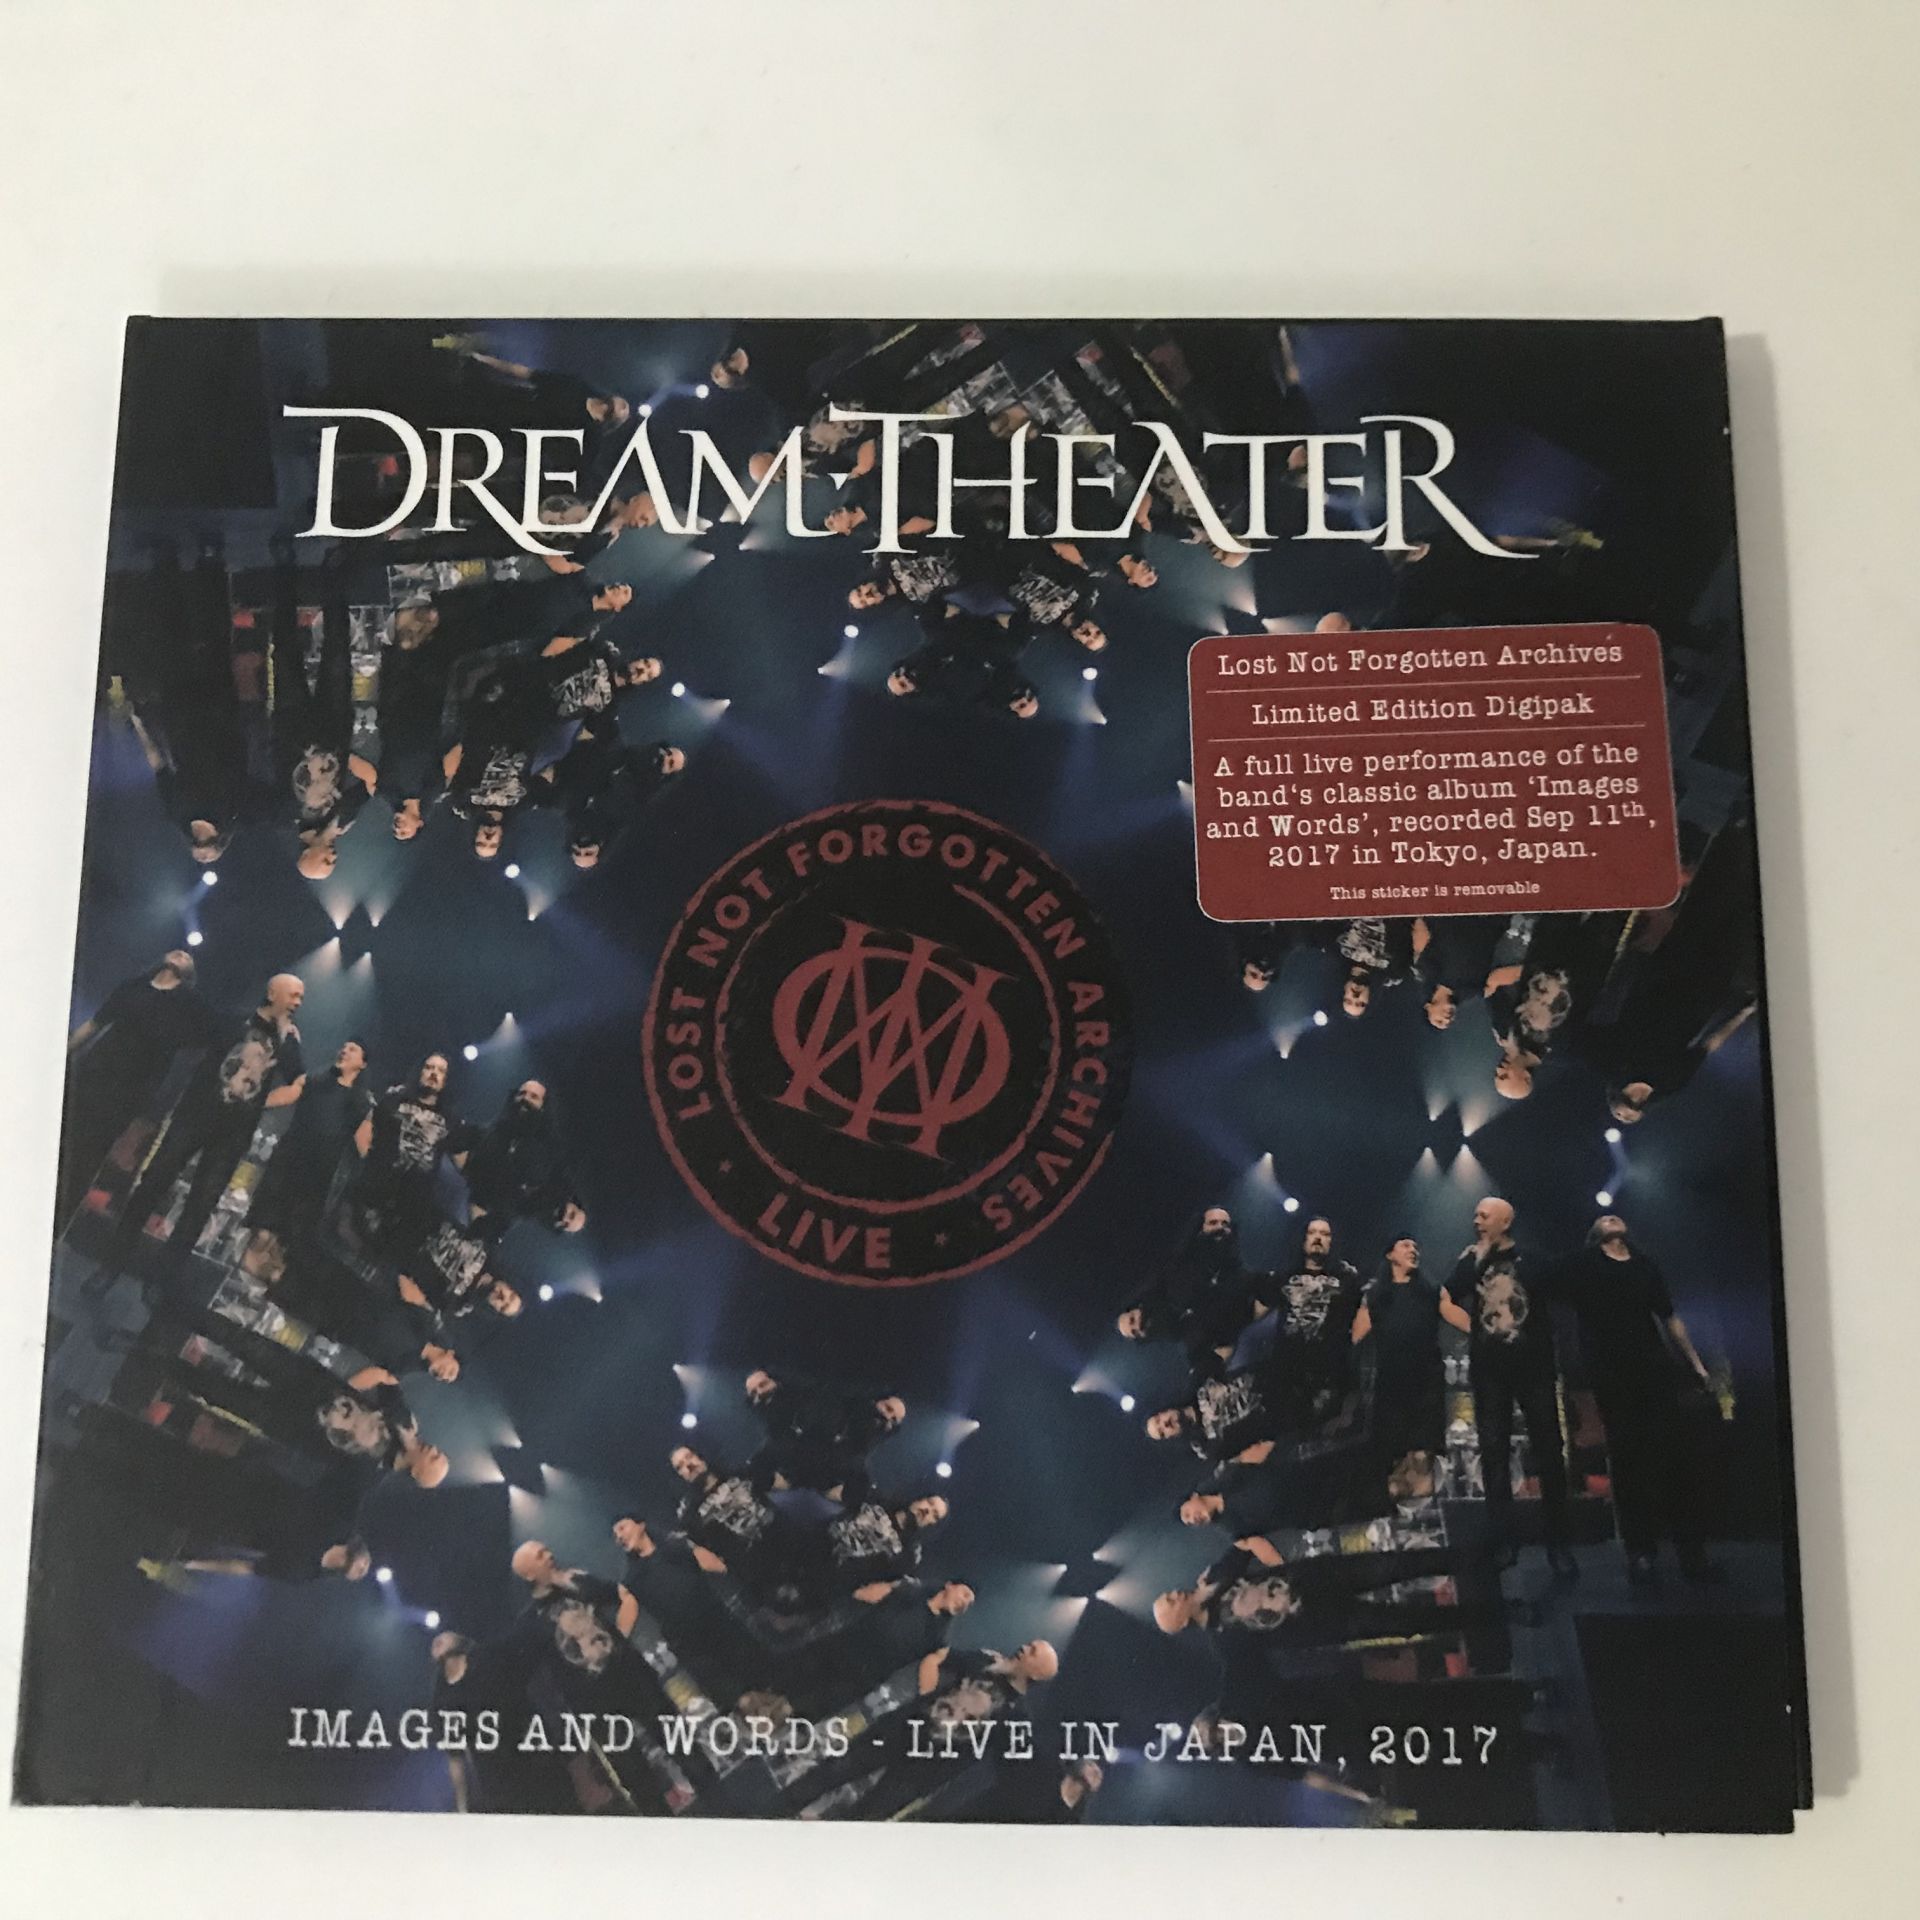 DREAM THEATER
Lost Not Forgotten Archives
Limited Edition Digipak
A full live performance of the
band‘s classic album ‘Images
and Words’, recorded Sep 11th,
2017 in Tokyo, Japan.
This sticker is removable
LOST NOT FORGOTTEN ARCHIVES
LIVE
IMAGES AND WORDS - LIVE IN JAPAN, 2017